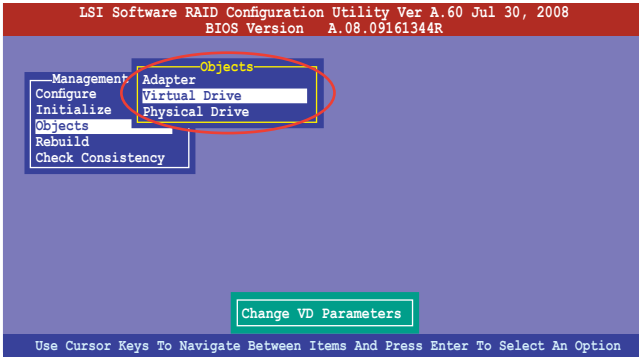 LSI Software RAID Configuration Utility Ver A.60 Jul 30, 2008
BIOS Version A.08.09161344R
Management
Configure
Initialize
Objects
Rebuild
Check Consistency
Objects
Adapter
Virtual Drive
Physical Drive
Change VD Parameters
Use Cursor Keys To Navigate Between Items And Press Enter To Select An Option